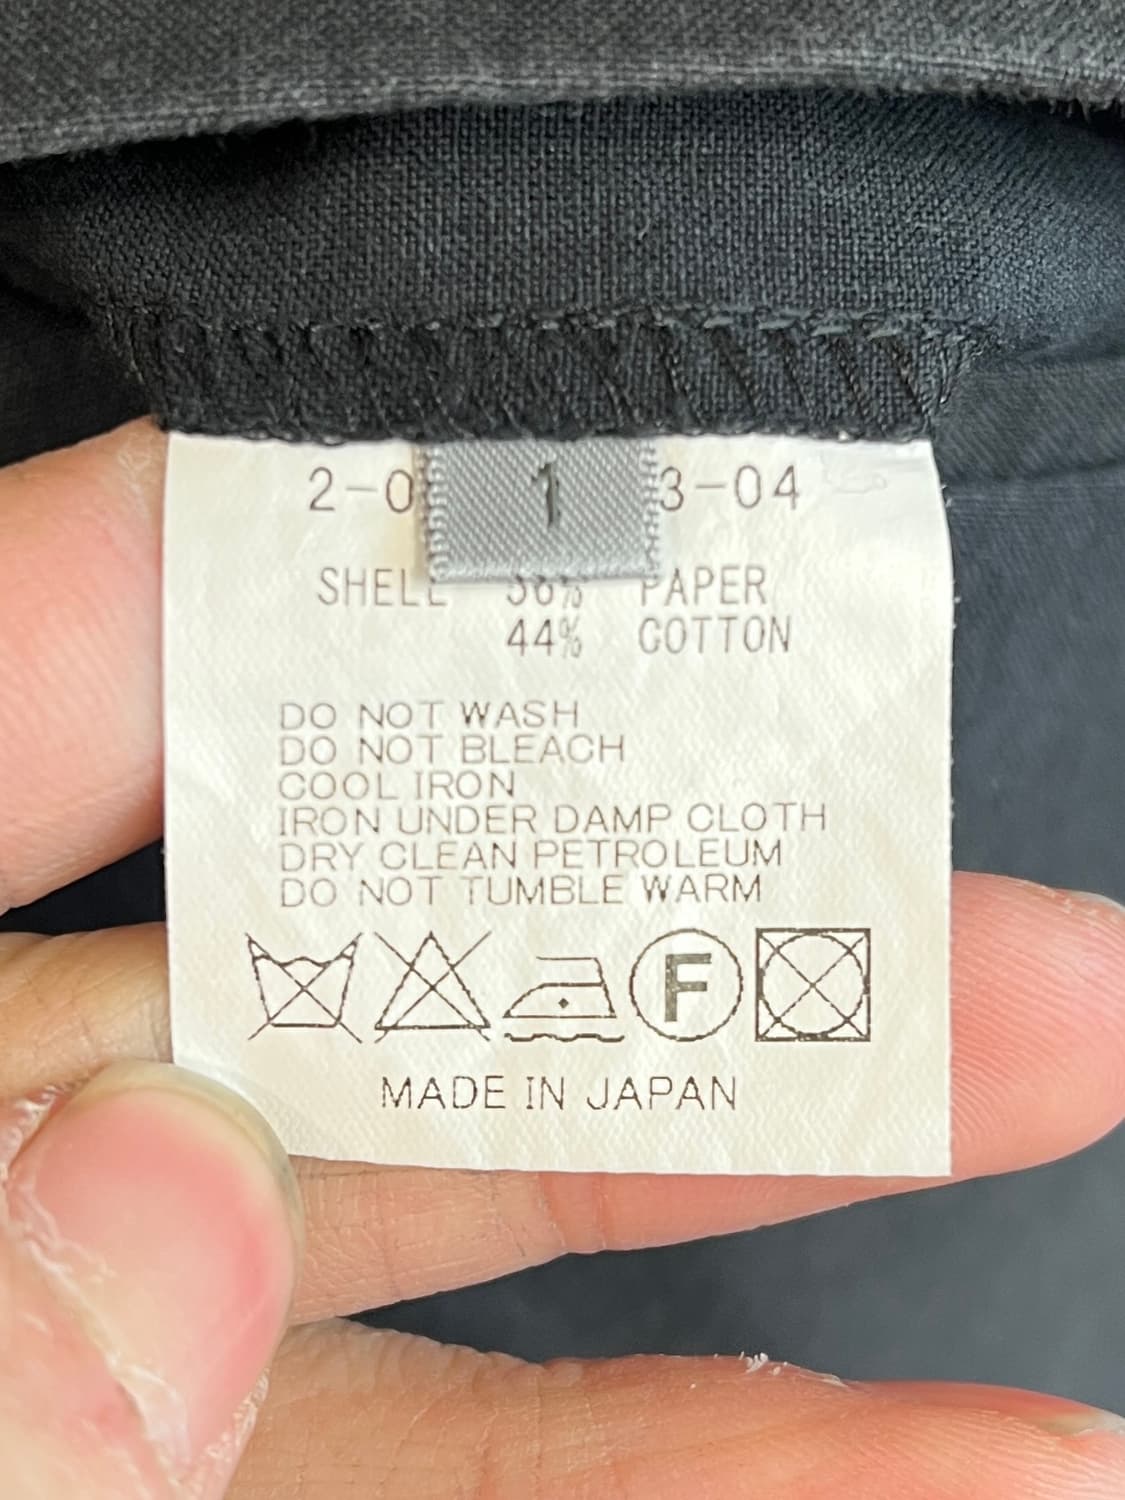 2-0 1 3-04
SHELL 56% PAPER
44% COTTON
DO NOT WASH
DO NOT BLEACH
COOL IRON
IRON UNDER DAMP CLOTH
DRY CLEAN PETROLEUM
DO NOT TUMBLE WARM
F
MADE IN JAPAN